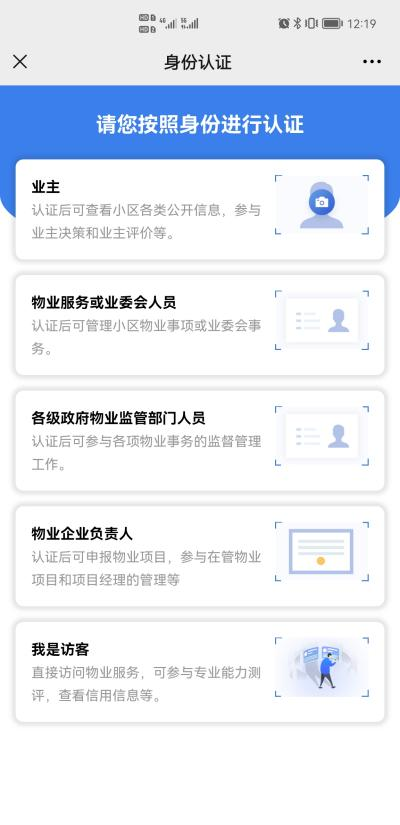 12:19
身份认证
请您按照身份进行认证
业主
认证后可查看小区各类公开信息，参与
业主决策和业主评价等。
物业服务或业委会人员
认证后可管理小区物业事项或业委会事
务。
各级政府物业监管部门人员
认证后可参与各项物业事务的监督管理
工作。
物业企业负责人
认证后可申报物业项目，参与在管物业
项目和项目经理的管理等
我是访客
直接访问物业服务，可参与专业能力测
评，查看信用信息等。